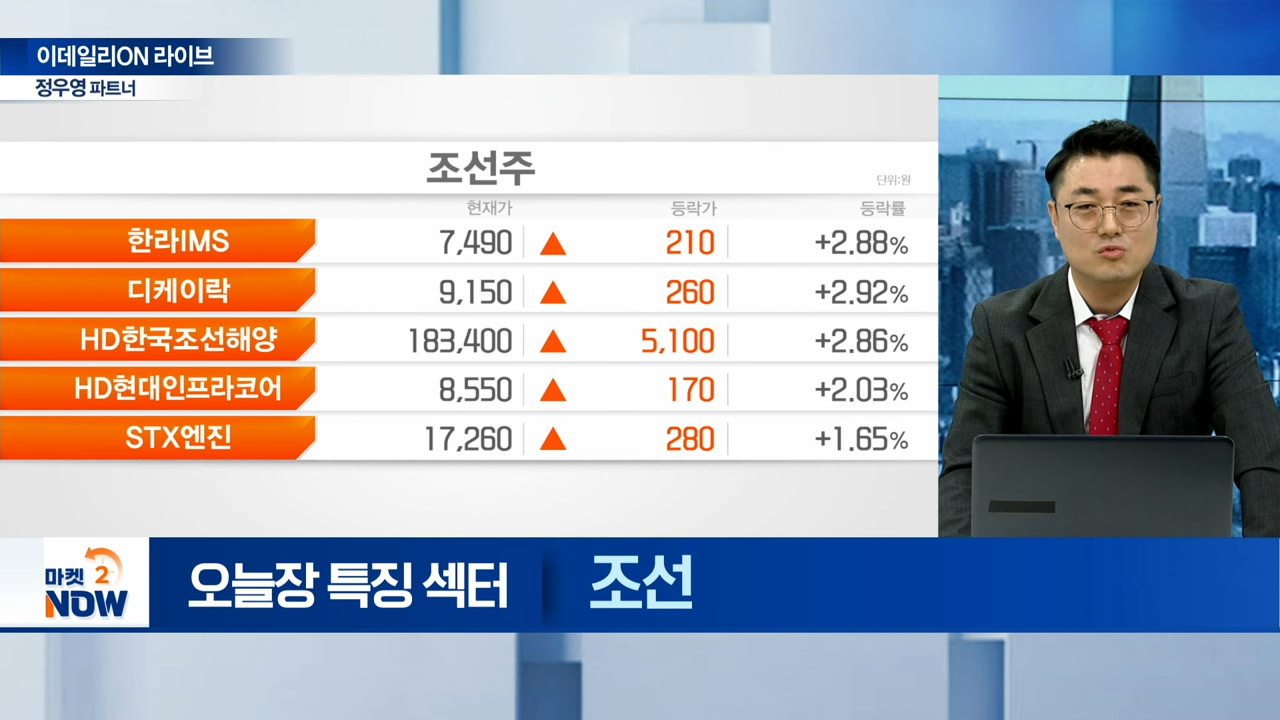 이데일리ON 라이브
정우영 파트너
조선주
단위:원
현재가 등락가 등락률
한라IMS 7,490 ▲ 210 +2.88%
디케이락 9,150 ▲ 260 +2.92%
HD한국조선해양 183,400 ▲ 5,100 +2.86%
HD현대인프라코어 8,550 ▲ 170 +2.03%
STX엔진 17,260 ▲ 280 +1.65%
마켓 2
NOW
오늘장 특징 섹터 조선